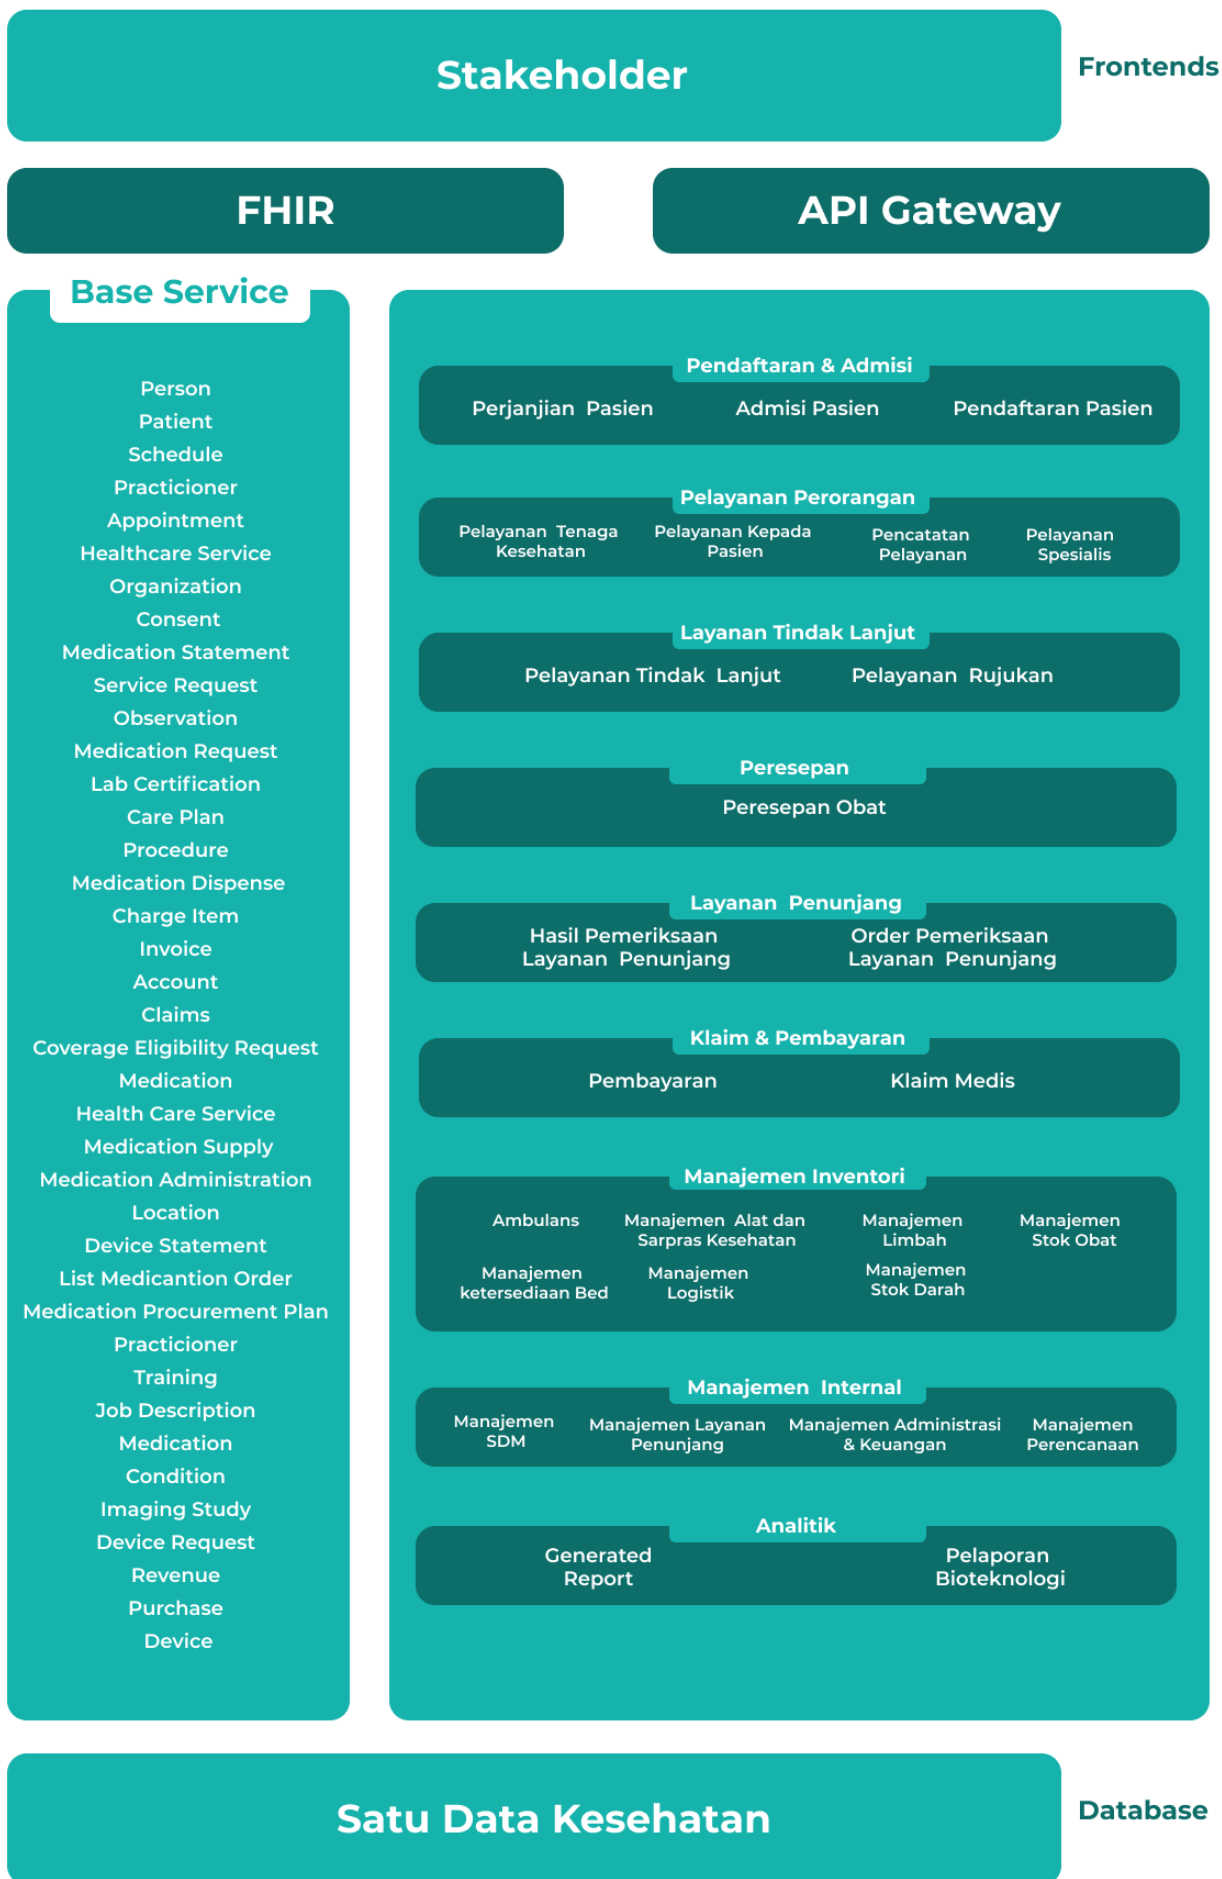 Stakeholder
Frontends
FHIR
API Gateway
Base Service
Person
Patient
Schedule
Practicioner
Appointment
Healthcare Service
Organization
Consent
Medication Statement
Service Request
Observation
Medication Request
Lab Certification
Care Plan
Procedure
Medication Dispense
Charge Item
Invoice
Account
Claims
Coverage Eligibility Request
Medication
Health Care Service
Medication Supply
Medication Administration
Location
Device Statement
List Medicantion Order
Medication Procurement Plan
Practicioner
Training
Job Description
Medication
Condition
Imaging Study
Device Request
Revenue
Purchase
Device
Pendaftaran & Admisi
Perjanjian Pasien
Admisi Pasien
Pendaftaran Pasien
Pelayanan Perorangan
Pelayanan Tenaga
Kesehatan
Pelayanan Kepada
Pasien
Pencatatan
Pelayanan
Pelayanan
Spesialis
Layanan Tindak Lanjut
Pelayanan Tindak Lanjut
Pelayanan Rujukan
Peresepan
Peresepan Obat
Layanan Penunjang
Hasil Pemeriksaan
Layanan Penunjang
Order Pemeriksaan
Layanan Penunjang
Klaim & Pembayaran
Pembayaran
Klaim Medis
Manajemen Inventori
Ambulans
Manajemen Alat dan
Sarpras Kesehatan
Manajemen
Limbah
Manajemen
Stok Obat
Manajemen
ketersediaan Bed
Manajemen
Logistik
Manajemen
Stok Darah
Manajemen Internal
Manajemen
SDM
Manajemen Layanan
Penunjang
Manajemen Administrasi
& Keuangan
Manajemen
Perencanaan
Analitik
Generated
Report
Pelaporan
Bioteknologi
Satu Data Kesehatan
Database